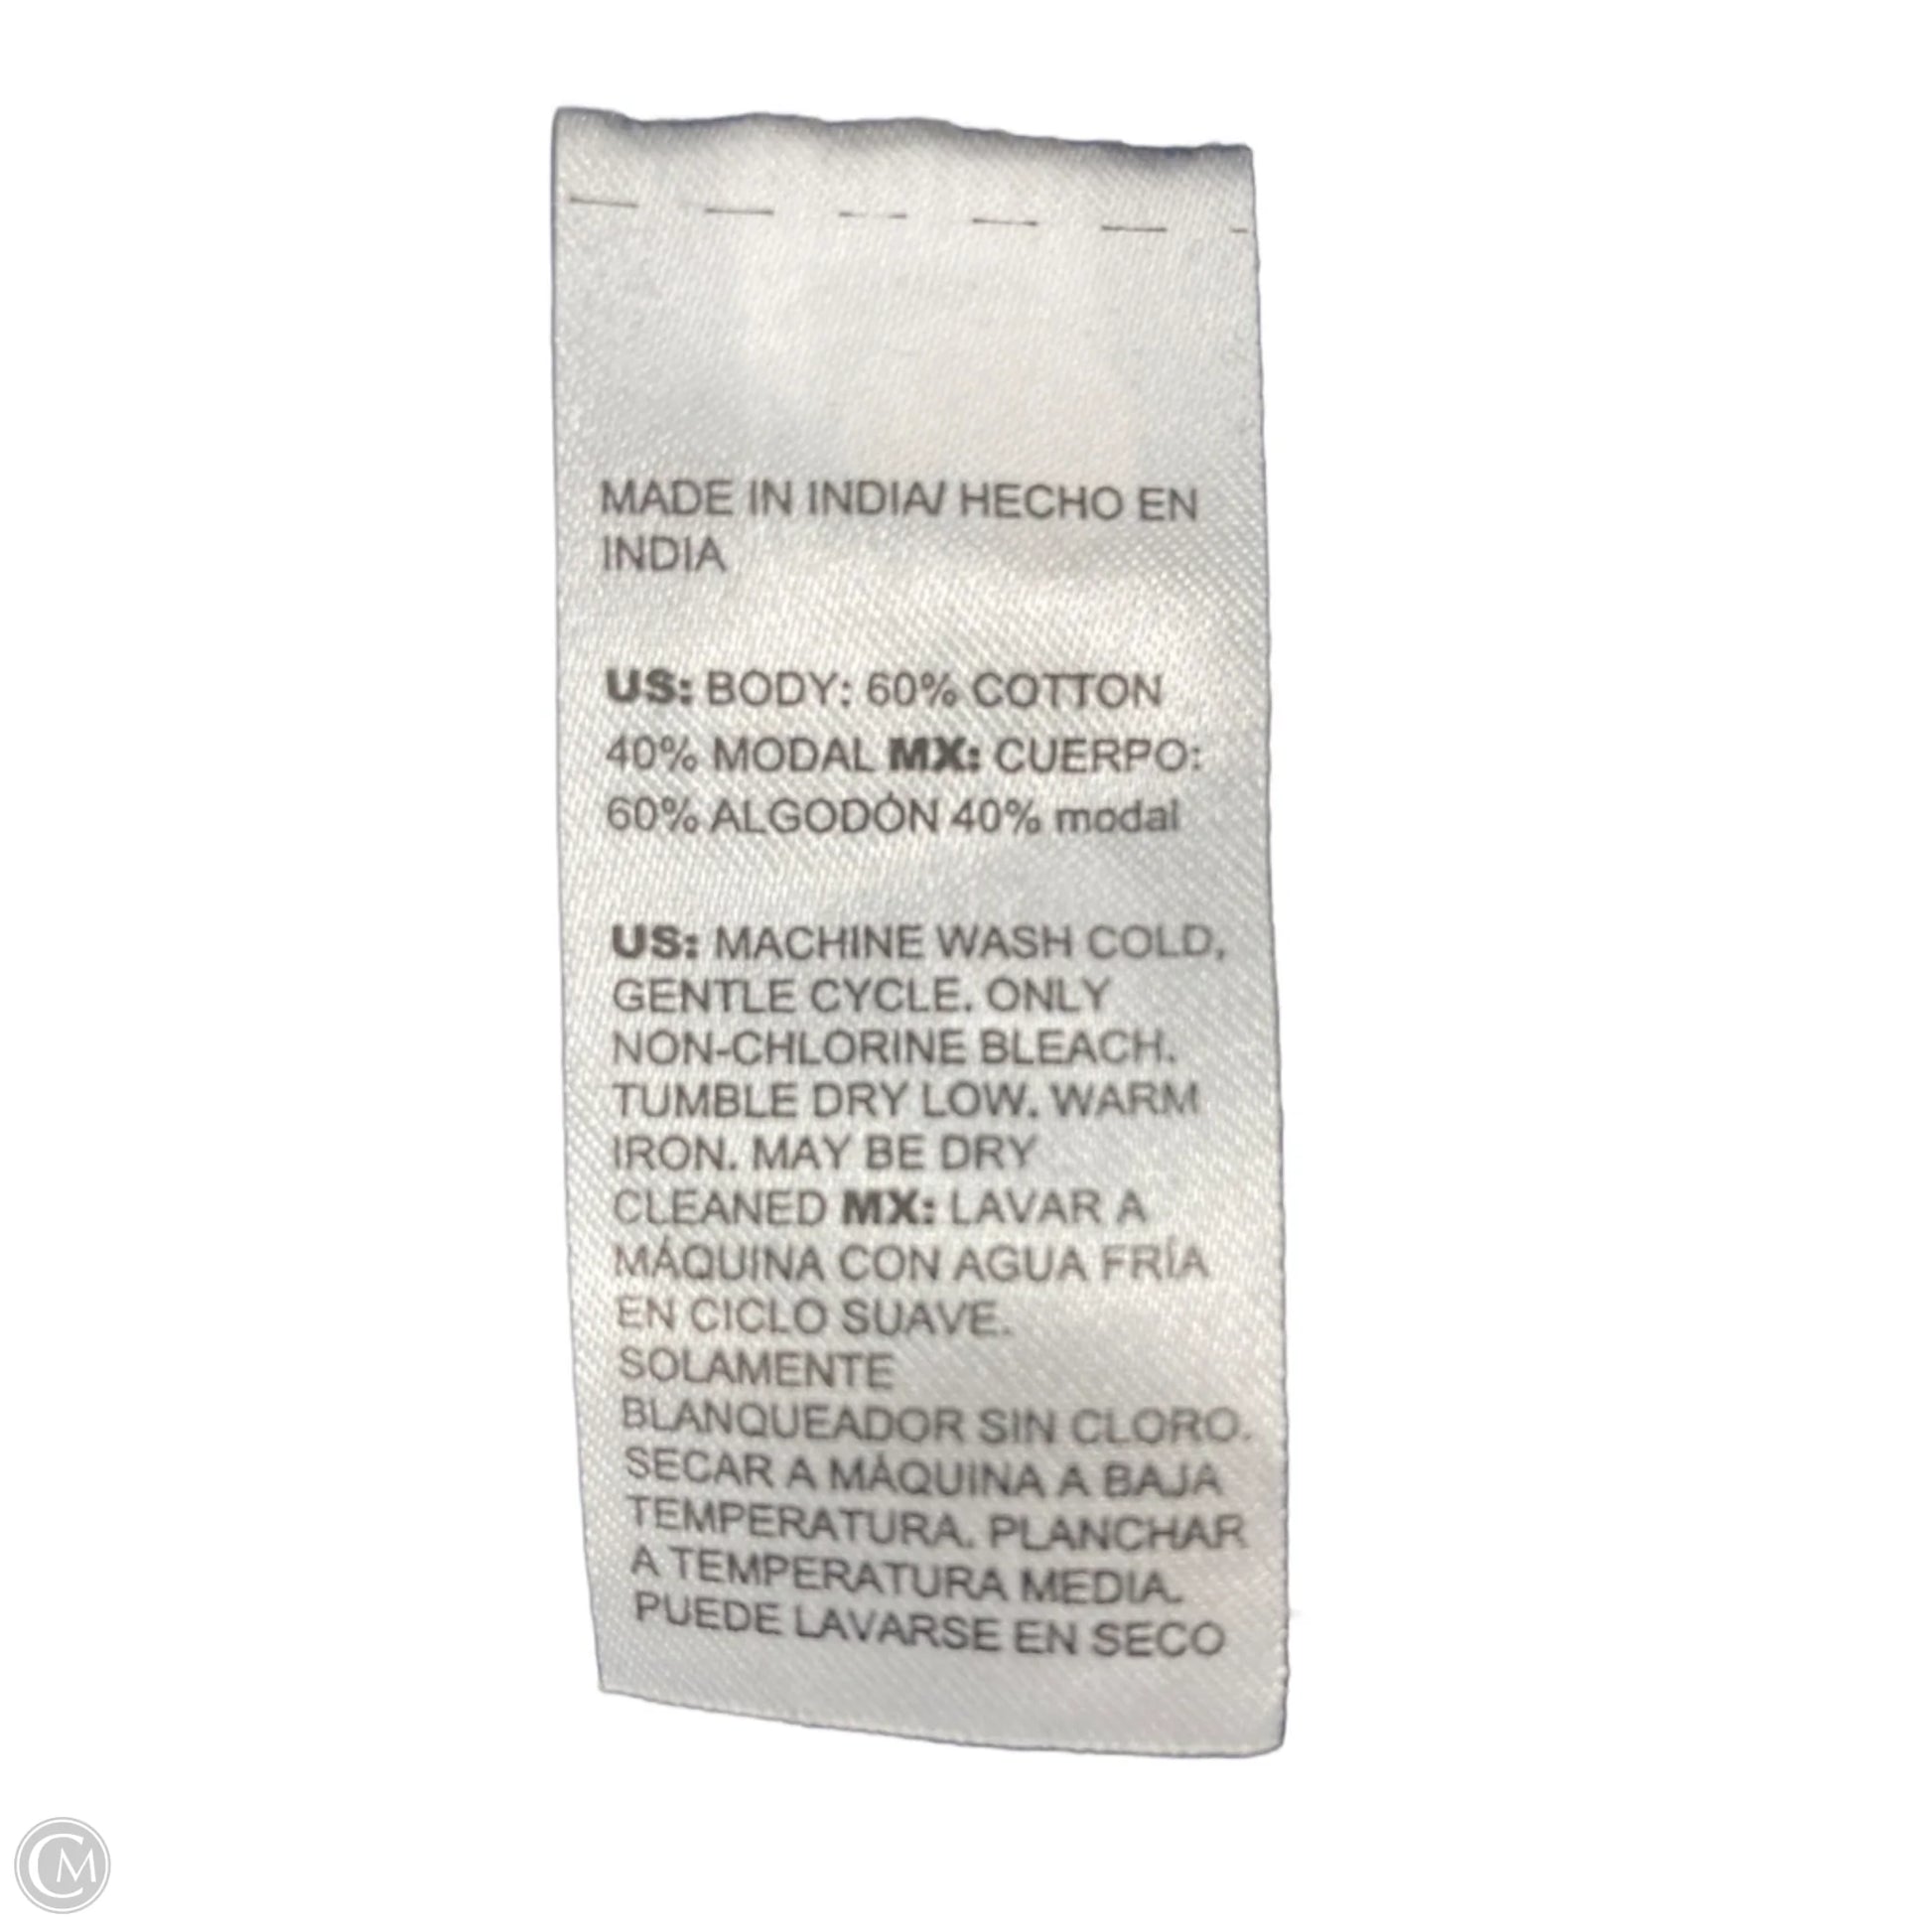 MADE IN INDIA/ HECHO EN
INDIA
US: BODY: 60% COTTON
40% MODAL MX: CUERPO:
60% ALGODÓN 40% modal
US: MACHINE WASH COLD,
GENTLE CYCLE. ONLY
NON-CHLORINE BLEACH.
TUMBLE DRY LOW. WARM
IRON. MAY BE DRY
CLEANED MX: LAVAR A
MÁQUINA CON AGUA FRÍA
EN CICLO SUAVE.
SOLAMENTE
BLANQUEADOR SIN CLORO.
SECAR A MÁQUINA A BAJA
TEMPERATURA. PLANCHAR
A TEMPERATURA MEDIA.
PUEDE LAVARSE EN SECO
CM